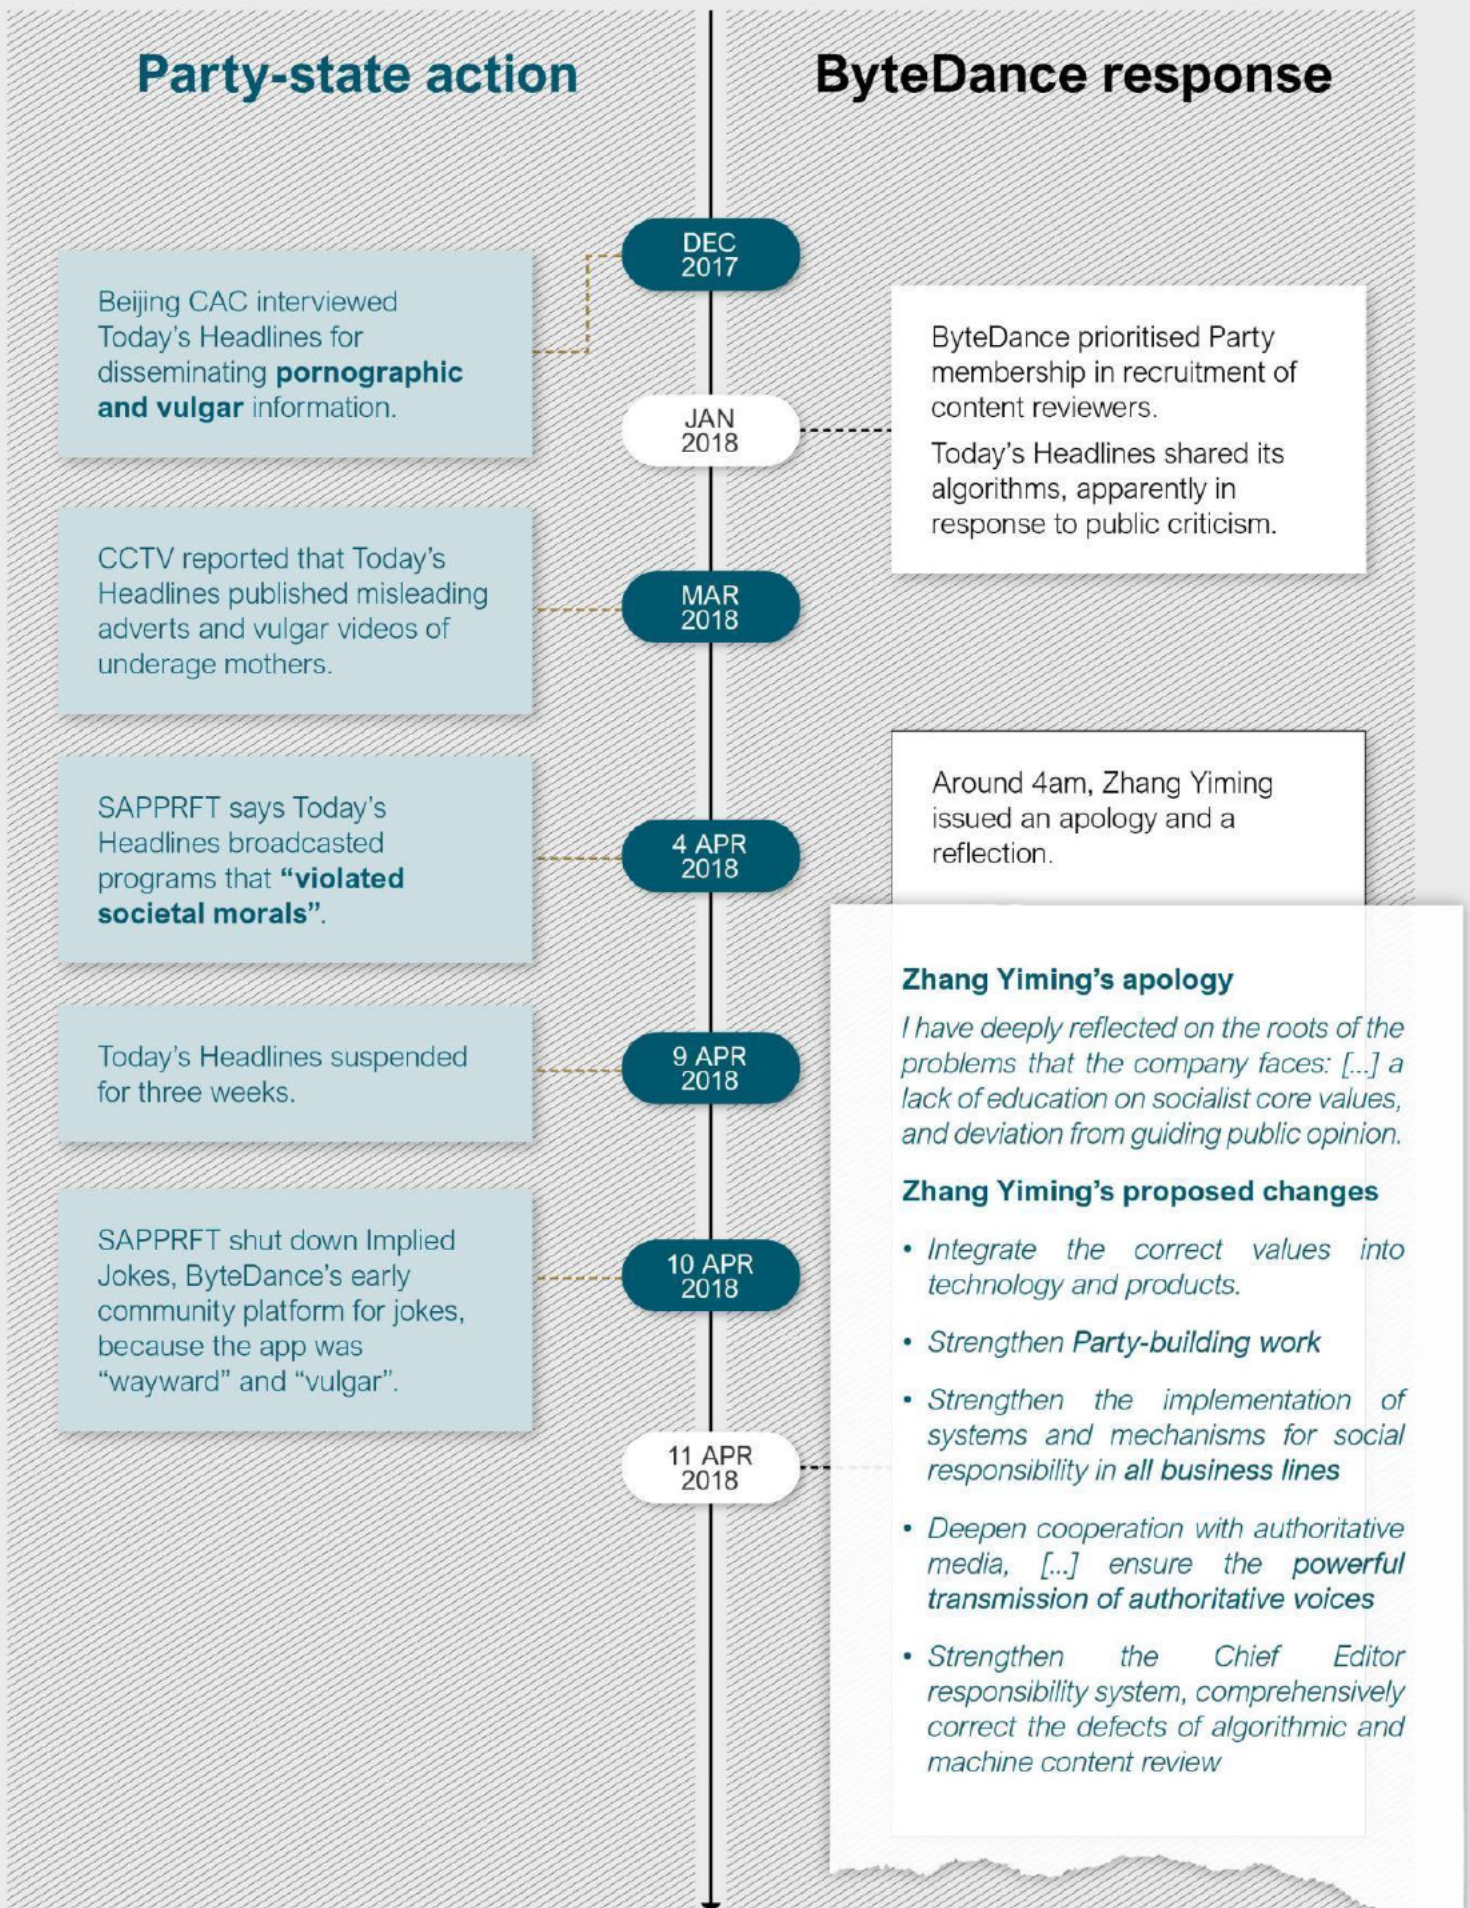 Party-state action
ByteDance response
DEC
2017
Beijing CAC interviewed
Today's Headlines for
disseminating pornographic
and vulgar information.
JAN
2018
ByteDance prioritised Party
membership in recruitment of
content reviewers.
Today's Headlines shared its
algorithms, apparently in
response to public criticism.
CCTV reported that Today's
Headlines published misleading
adverts and vulgar videos of
underage mothers.
MAR
2018
SAPPRFT says Today's
Headlines broadcasted
programs that “violated
societal morals”.
4 APR
2018
Today's Headlines suspended
for three weeks.
9 APR
2018
SAPPRFT shut down Implied
Jokes, ByteDance's early
community platform for jokes,
because the app was
“wayward” and “vulgar”.
10 APR
2018
11 APR
2018
Around 4am, Zhang Yiming
issued an apology and a
reflection.
Zhang Yiming's apology
I have deeply reflected on the roots of the
problems that the company faces: [...] a
lack of education on socialist core values,
and deviation from guiding public opinion.
Zhang Yiming's proposed changes
• Integrate the correct values into
technology and products.
• Strengthen Party-building work
• Strengthen the implementation of
systems and mechanisms for social
responsibility in all business lines
• Deepen cooperation with authoritative
media, [...] ensure the powerful
transmission of authoritative voices
• Strengthen the Chief Editor
responsibility system, comprehensively
correct the defects of algorithmic and
machine content review